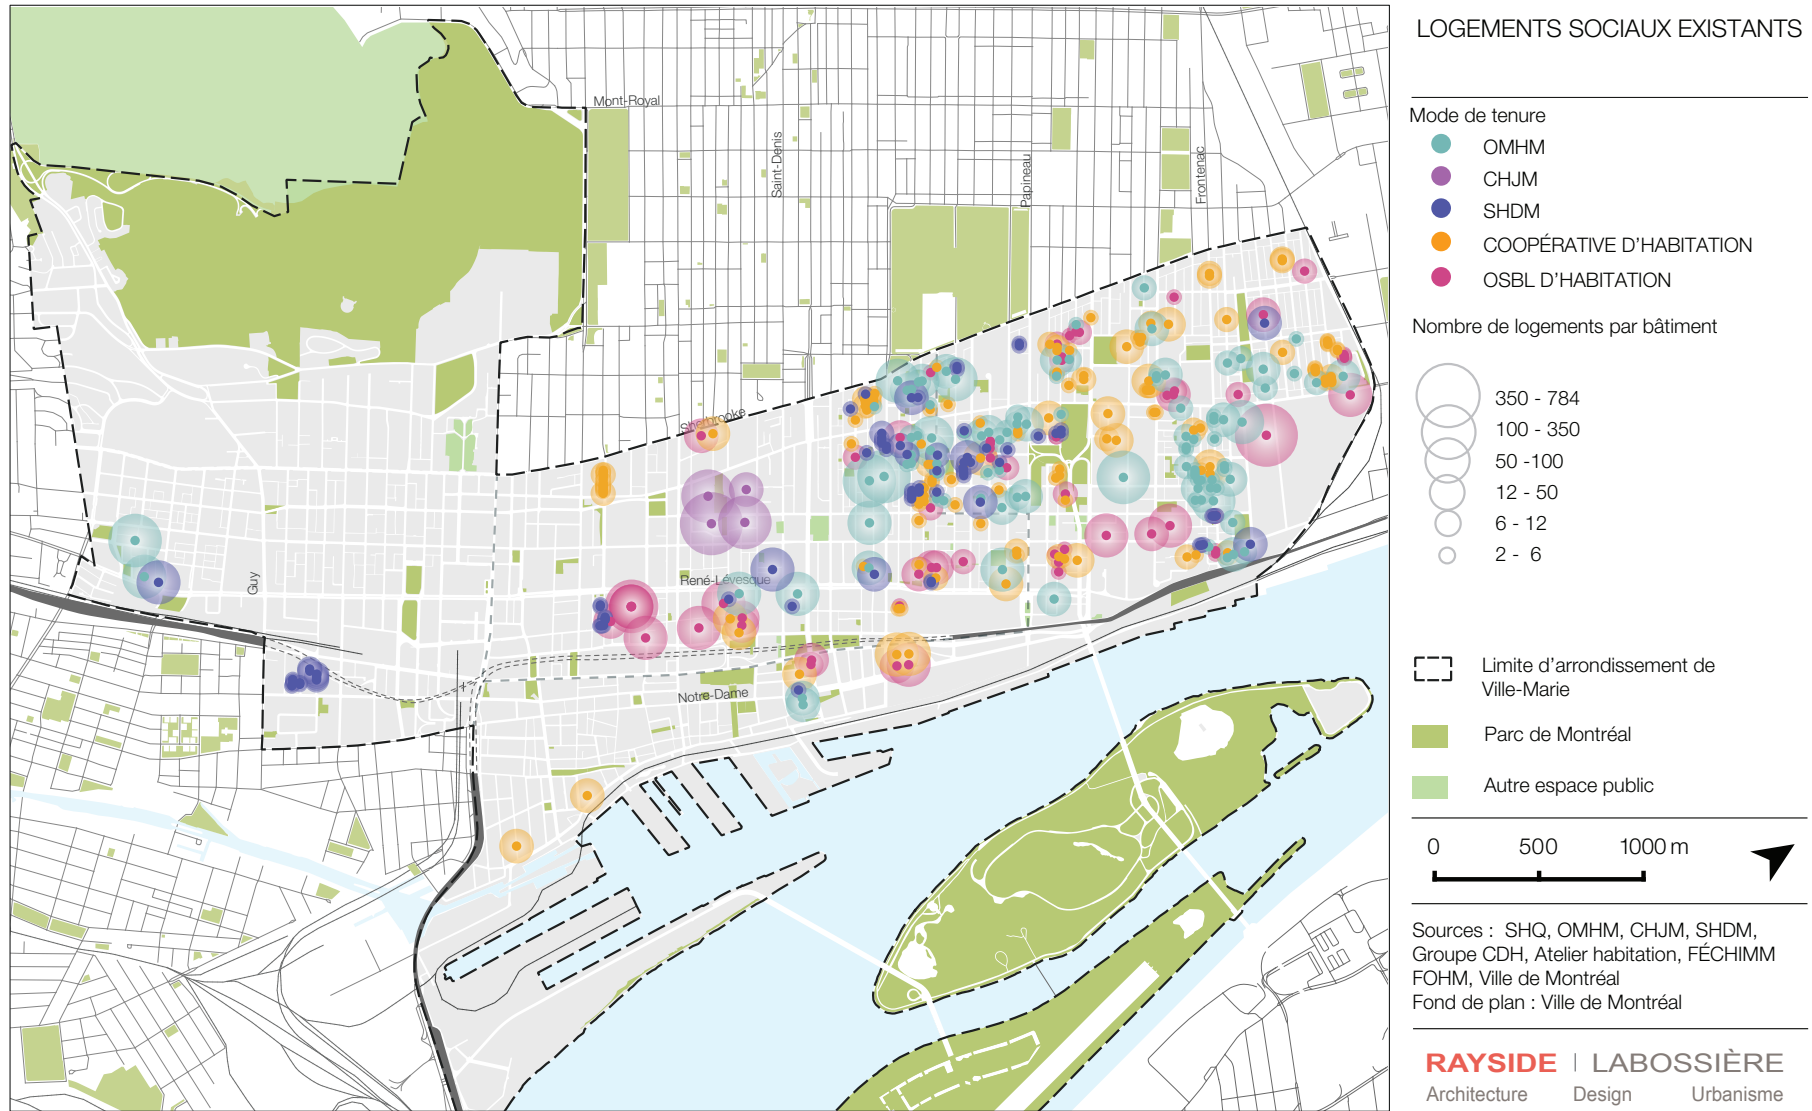 LOGEMENTS SOCIAUX EXISTANTS
Mode de tenure
OMHM
CHJM
SHDM
COOPÉRATIVE D'HABITATION
OSBL D'HABITATION
Nombre de logements par bâtiment
350 - 784
100 - 350
50 -100
12 - 50
6 - 12
2 - 6
Limite d'arrondissement de
Ville-Marie
Parc de Montréal
Autre espace public
0 500 1000 m
Sources : SHQ, OMHM, CHJM, SHDM,
Groupe CDH, Atelier habitation, FÉCHIMM
FOHM, Ville de Montréal
Fond de plan : Ville de Montréal
RAYSIDE | LABOSSIÈRE
Architecture Design Urbanisme
Mont-Royal
Saint-Denis
Papineau
Frontenac
Sherbrooke
Guy
René-Lévesque
Notre-Dame